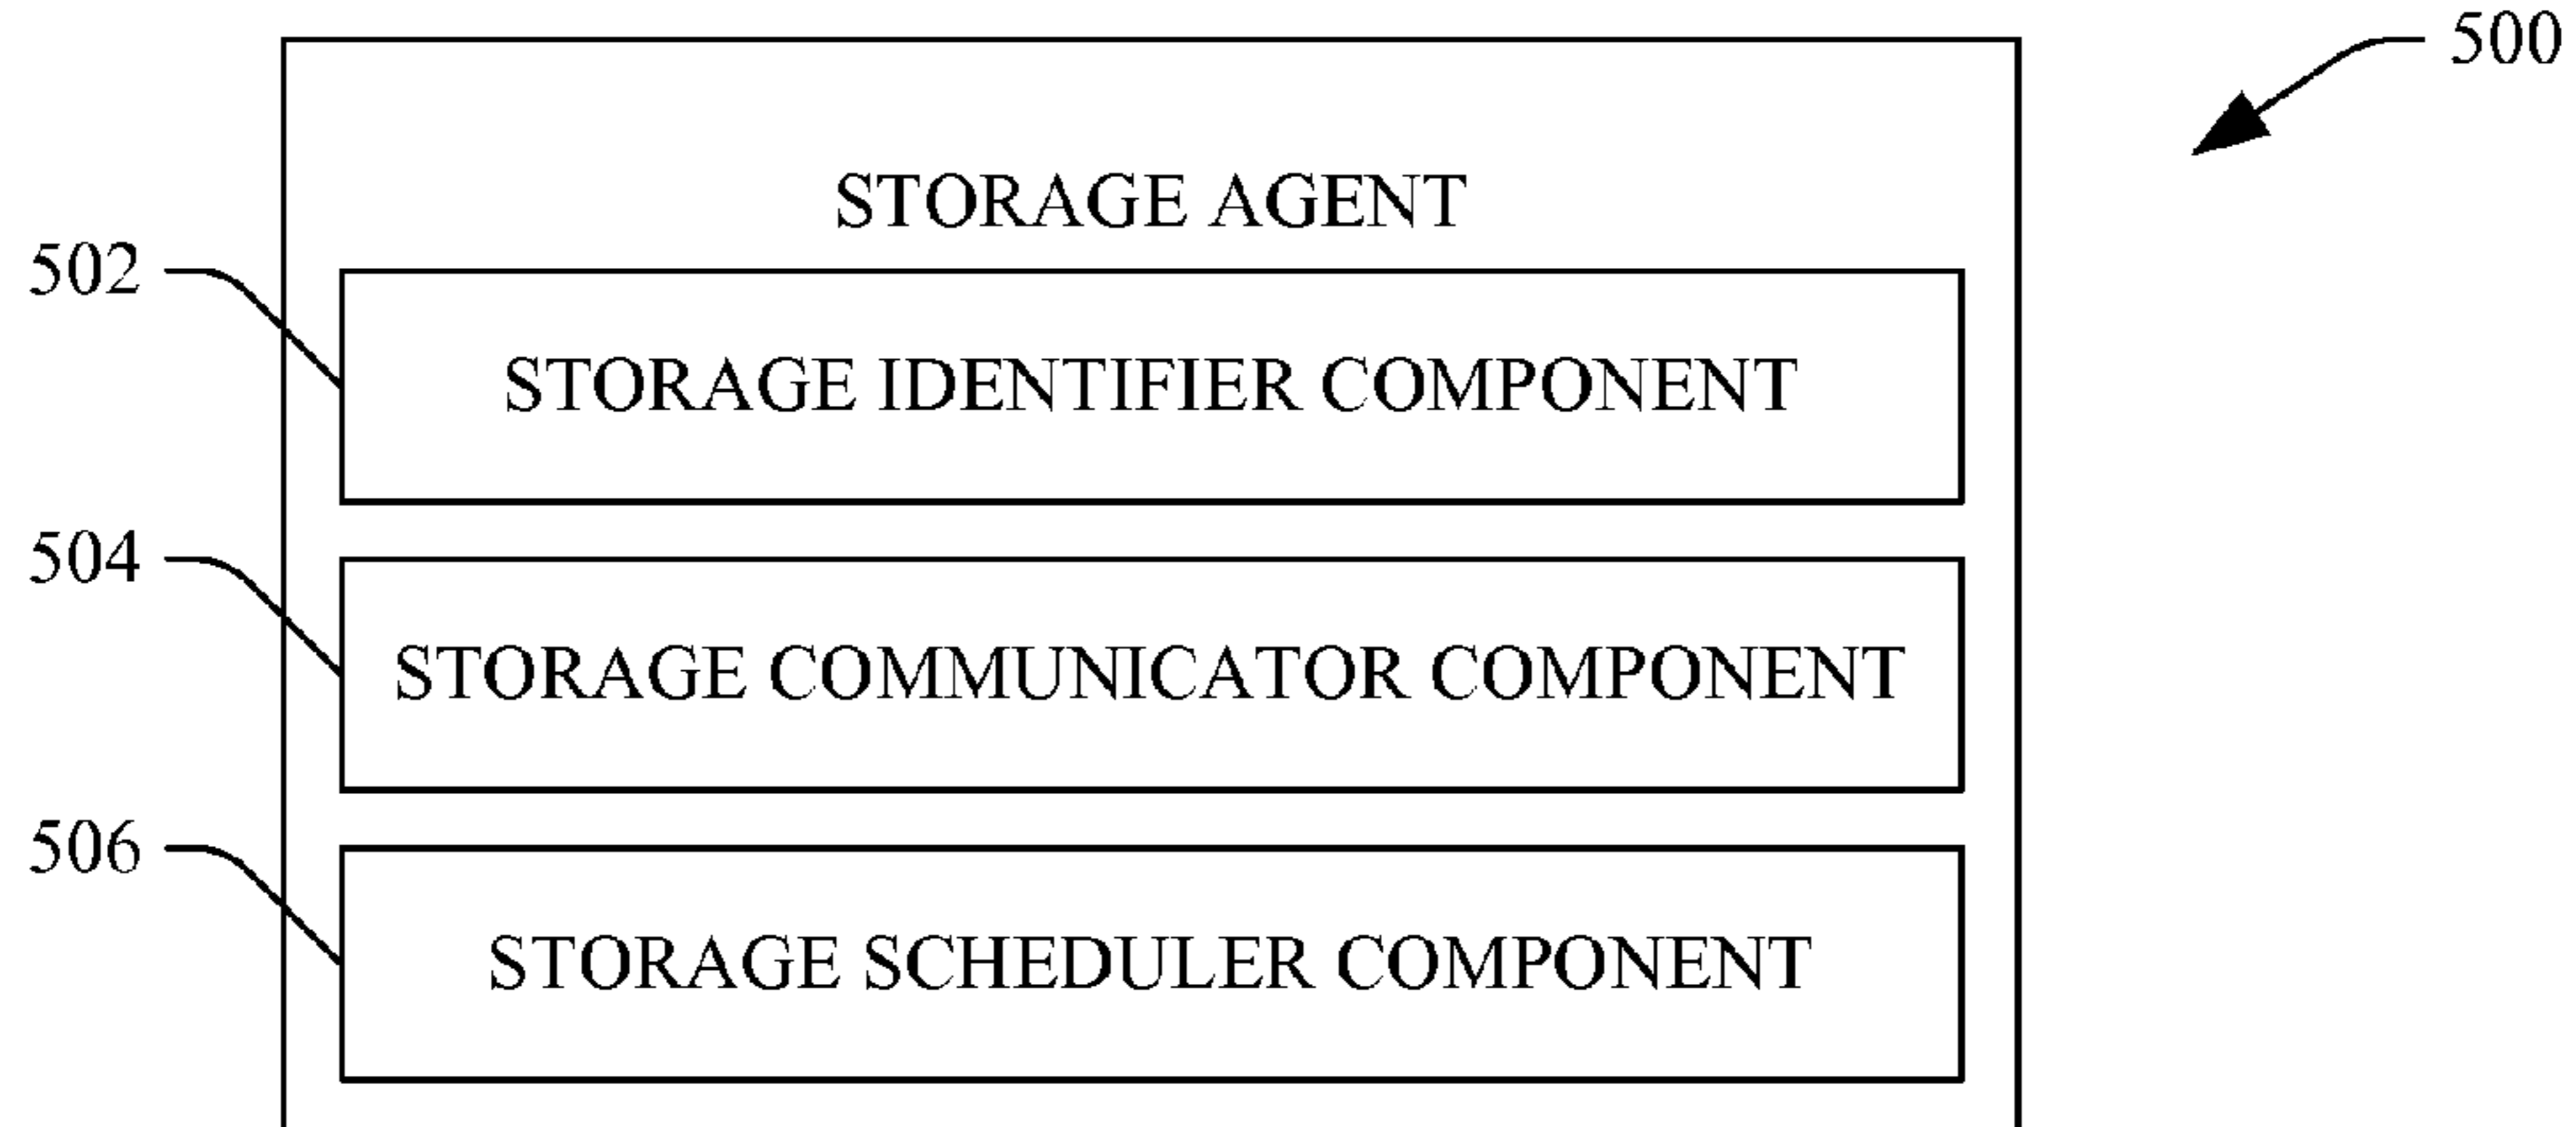 500
STORAGE AGENT
502
STORAGE IDENTIFIER COMPONENT
504
STORAGE COMMUNICATOR COMPONENT
506
STORAGE SCHEDULER COMPONENT